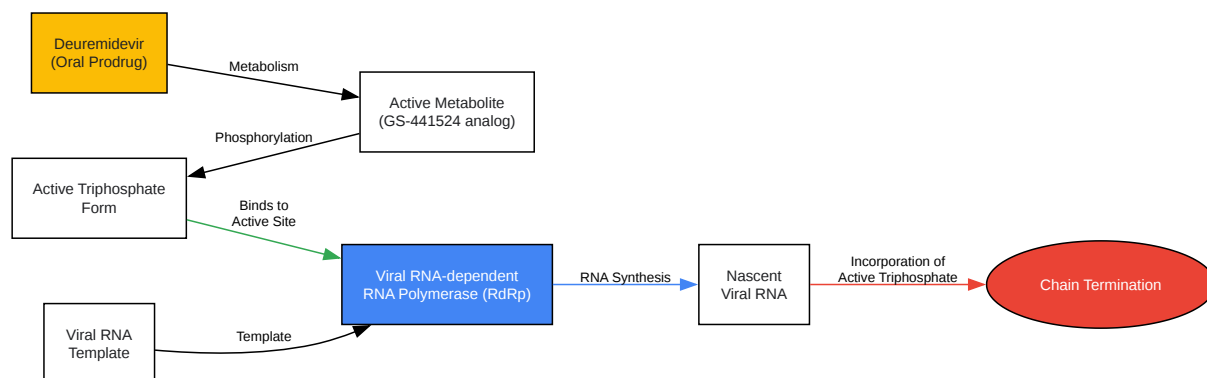 Deuremidevir
(Oral Prodrug)
Metabolism
Active Metabolite
(GS-441524 analog)
Phosphorylation
Active Triphosphate
Form
Binds to
Active Site
Viral RNA-dependent
RNA Polymerase (RdRp)
RNA Synthesis
Nascent
Viral RNA
Incorporation of
Active Triphosphate
Chain Termination
Viral RNA
Template
Template